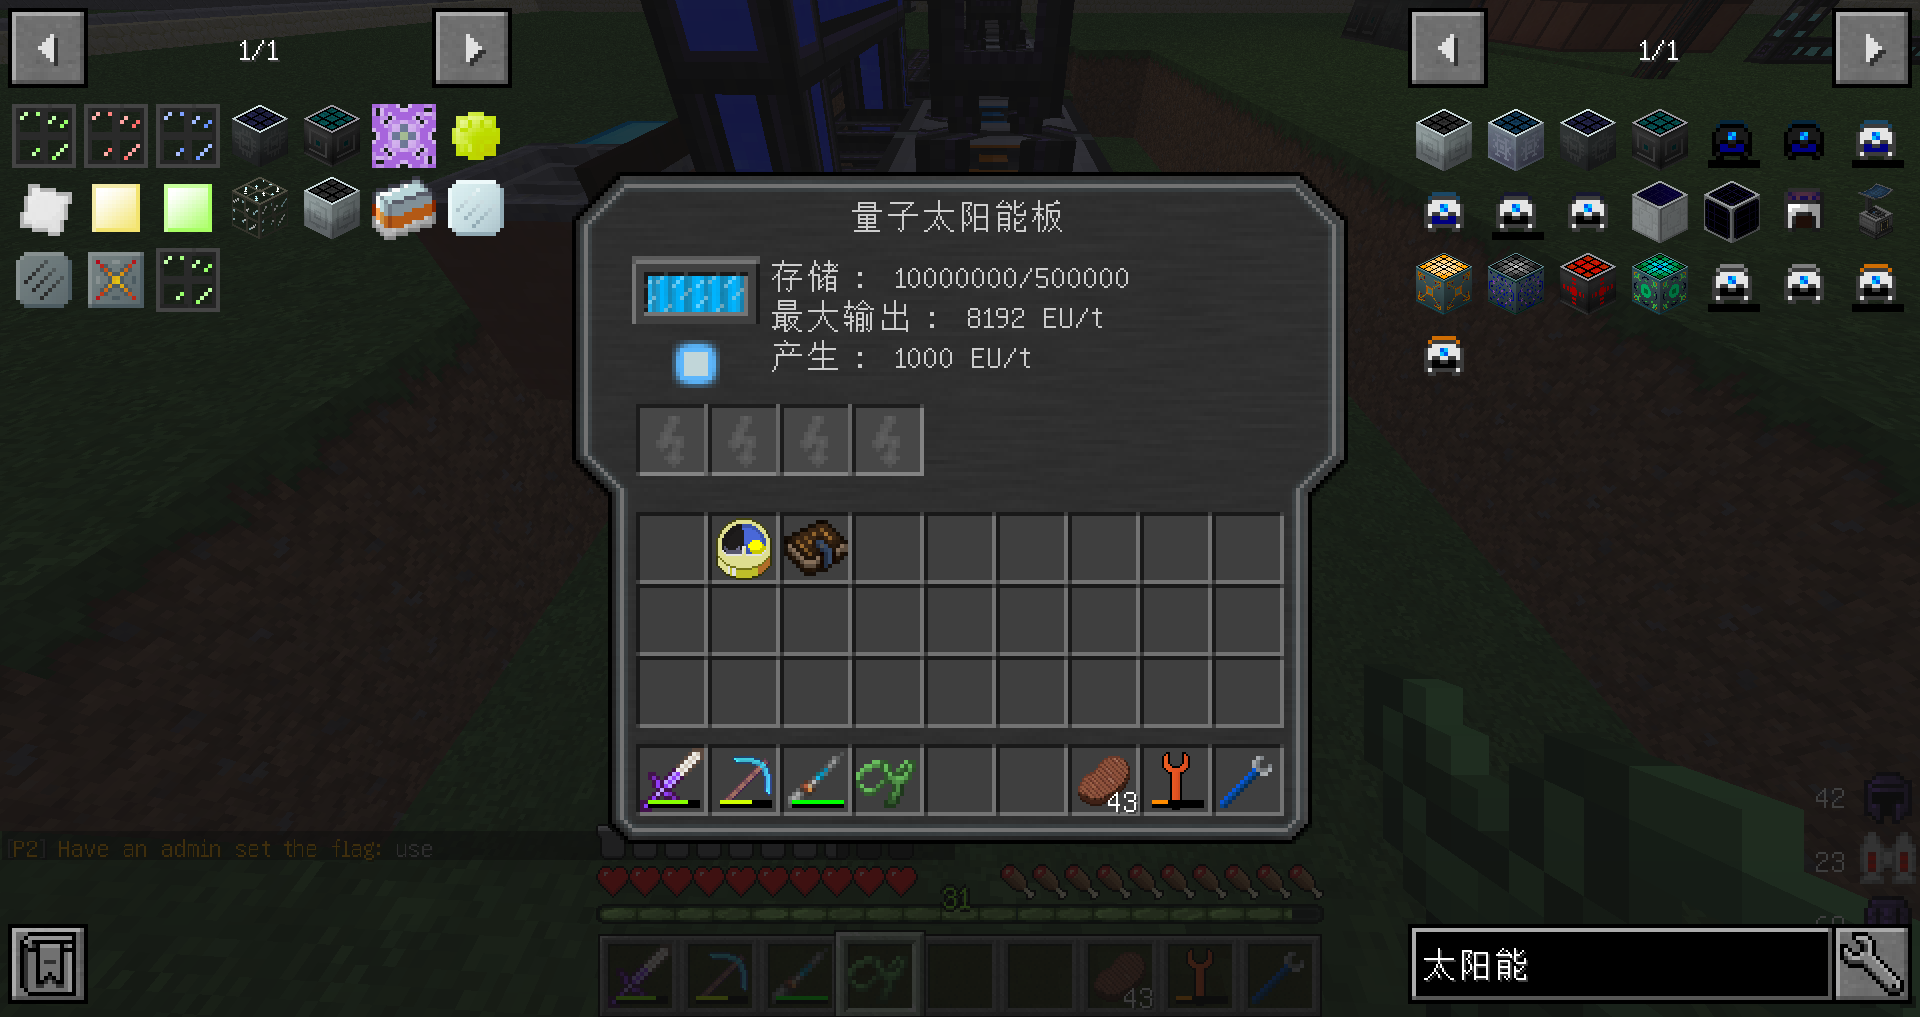 1/1
1/1
量子太阳能板
存储： 10000000/500000
最大输出： 8192 EU/t
产生： 1000 EU/t
43
42
[P2] Have an admin set the flag: use
23
31
太阳能
43